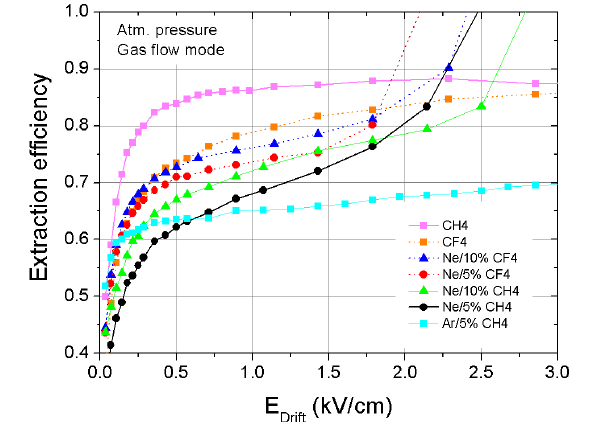 Atm. pressure
Gas flow mode
Extraction efficiency
1.0
0.9
0.8
0.7
0.6
0.5
0.4
CH4
CF4
Ne/10% CF4
Ne/5% CF4
Ne/10% CH4
Ne/5% CH4
Ar/5% CH4
0.0 0.5 1.0 1.5 2.0 2.5 3.0
E_Drift (kV/cm)